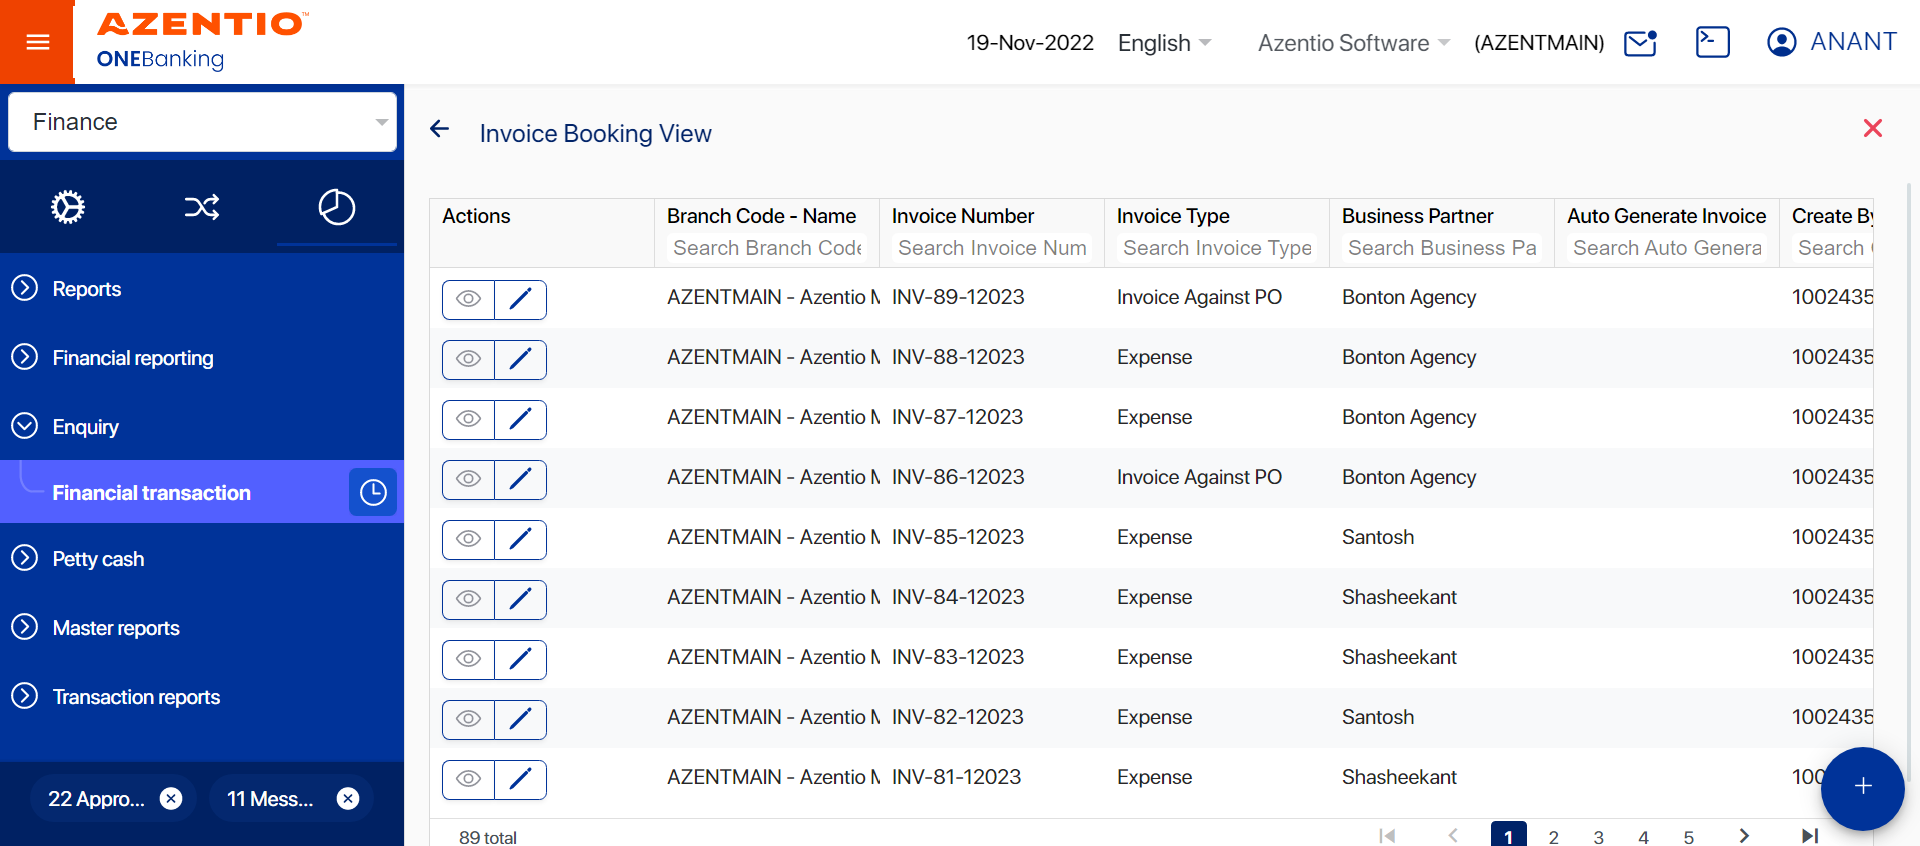 AZENTIO™
ONEBanking
19-Nov-2022 English Azentio Software (AZENTMAIN) ANANT
Finance
Reports
Financial reporting
Enquiry
Financial transaction
Petty cash
Master reports
Transaction reports
22 Appro...
11 Mess...
Invoice Booking View
Actions Branch Code - Name Invoice Number Invoice Type Business Partner Auto Generate Invoice Create By
Search Branch Code Search Invoice Num Search Invoice Type Search Business Pa Search Auto Genera Search
AZENTMAIN - Azentio M INV-89-12023 Invoice Against PO Bonton Agency 1002435
AZENTMAIN - Azentio M INV-88-12023 Expense Bonton Agency 1002435
AZENTMAIN - Azentio M INV-87-12023 Expense Bonton Agency 1002435
AZENTMAIN - Azentio M INV-86-12023 Invoice Against PO Bonton Agency 1002435
AZENTMAIN - Azentio M INV-85-12023 Expense Santosh 1002435
AZENTMAIN - Azentio M INV-84-12023 Expense Shasheekant 1002435
AZENTMAIN - Azentio M INV-83-12023 Expense Shasheekant 1002435
AZENTMAIN - Azentio M INV-82-12023 Expense Santosh 1002435
AZENTMAIN - Azentio M INV-81-12023 Expense Shasheekant 100
89 total 1 2 3 4 5